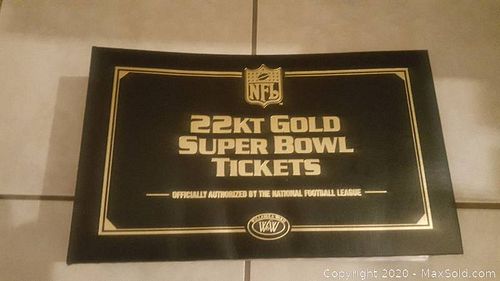 NFL
22KT GOLD
SUPER BOWL
TICKETS
OFFICIALLY AUTHORIZED BY THE NATIONAL FOOTBALL LEAGUE
Copyright 2020 - MaxSold.com